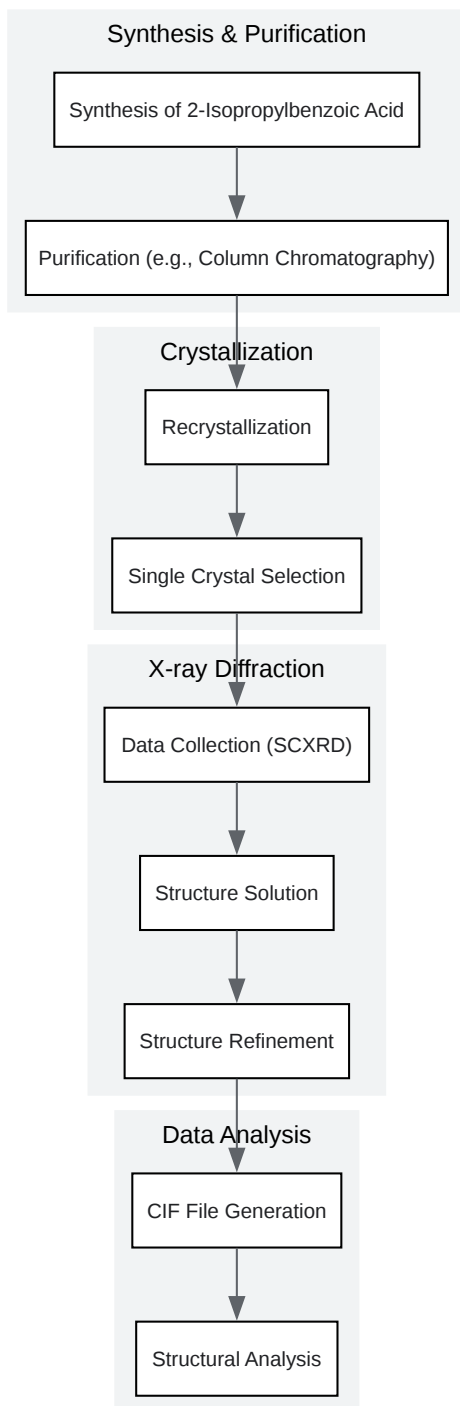 Synthesis & Purification
Synthesis of 2-Isopropylbenzoic Acid
Purification (e.g., Column Chromatography)
Crystallization
Recrystallization
Single Crystal Selection
X-ray Diffraction
Data Collection (SCXRD)
Structure Solution
Structure Refinement
Data Analysis
CIF File Generation
Structural Analysis